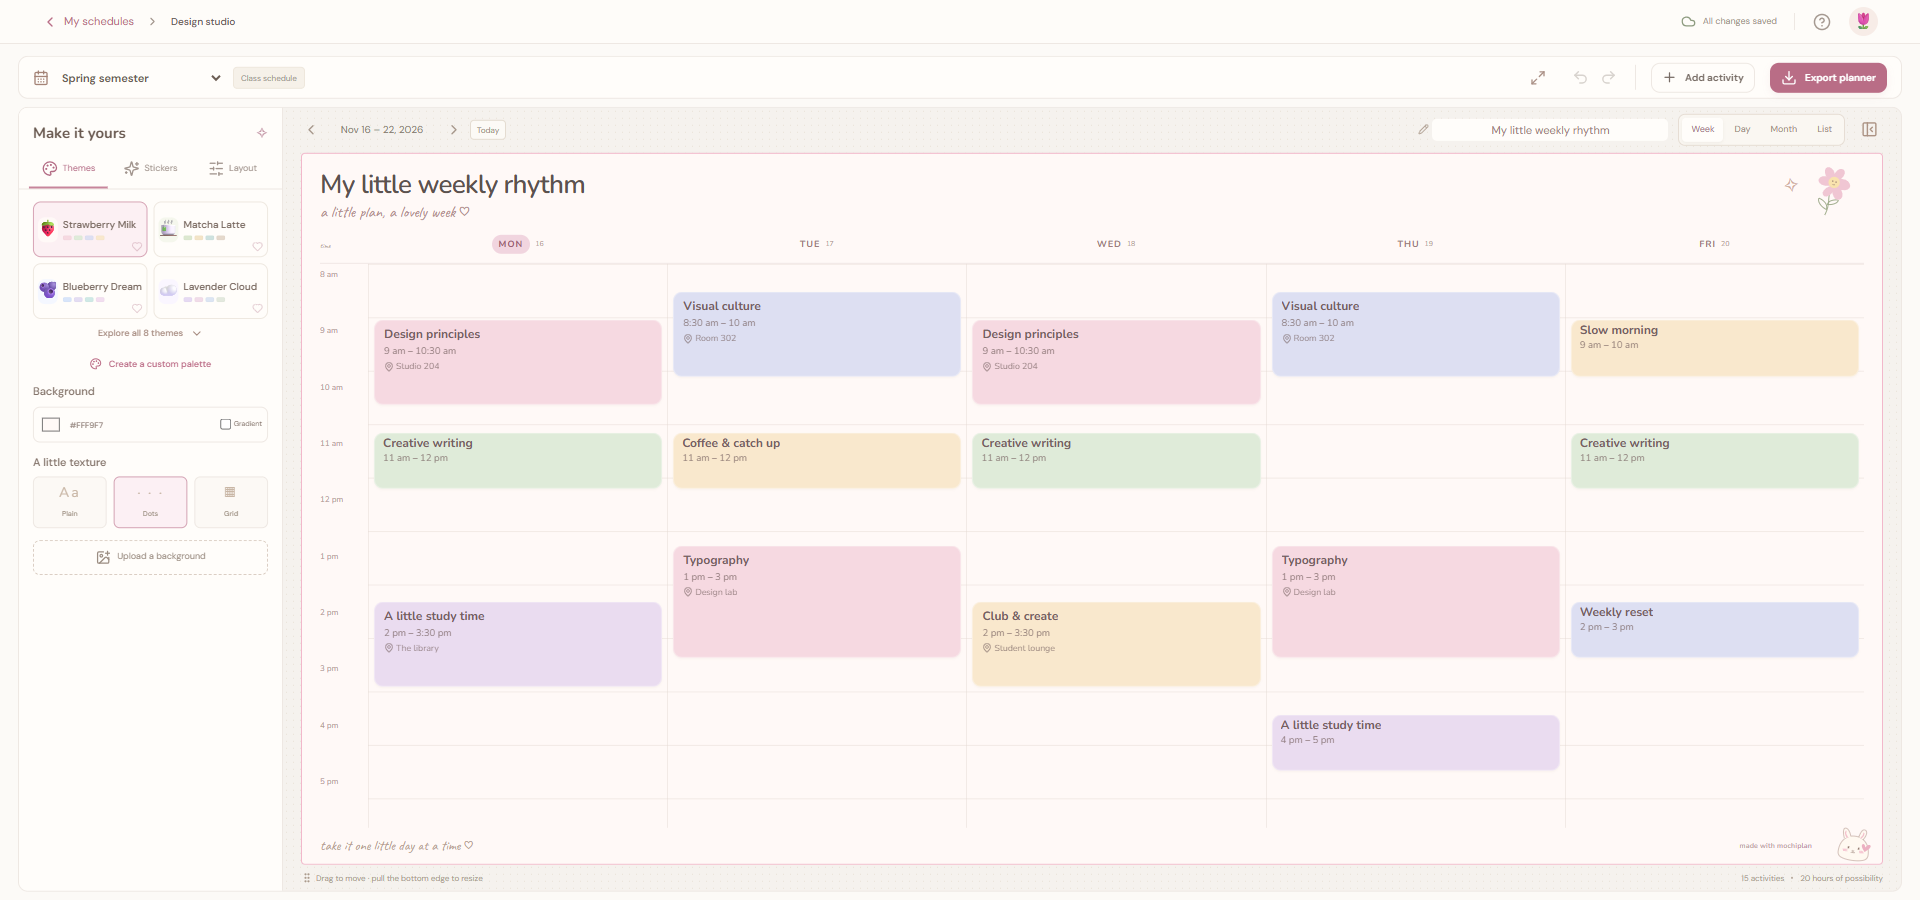 My schedules
Design studio
All changes saved
Spring semester
Class schedule
Add activity
Export planner
Make it yours
Themes
Stickers
Layout
Strawberry Milk
Matcha Latte
Blueberry Dream
Lavender Cloud
Explore all 8 themes
Create a custom palette
Background
#FFF9F7
Gradient
A little texture
Aa
Plain
Dots
Grid
Upload a background
Nov 16 – 22, 2026
Today
My little weekly rhythm
Week
Day
Month
List
My little weekly rhythm
a little plan, a lovely week ♡
MON 16
TUE 17
WED 18
THU 19
FRI 20
8 am
9 am
10 am
11 am
12 pm
1 pm
2 pm
3 pm
4 pm
5 pm
Design principles
9 am – 10:30 am
Studio 204
Creative writing
11 am – 12 pm
A little study time
2 pm – 3:30 pm
The library
Visual culture
8:30 am – 10 am
Room 302
Coffee & catch up
11 am – 12 pm
Typography
1 pm – 3 pm
Design lab
Design principles
9 am – 10:30 am
Studio 204
Creative writing
11 am – 12 pm
Club & create
2 pm – 3:30 pm
Student lounge
Visual culture
8:30 am – 10 am
Room 302
Typography
1 pm – 3 pm
Design lab
A little study time
4 pm – 5 pm
Slow morning
9 am – 10 am
Creative writing
11 am – 12 pm
Weekly reset
2 pm – 3 pm
take it one little day at a time ♡
made with mochiplan
Drag to move · pull the bottom edge to resize
15 activities • 20 hours of possibility